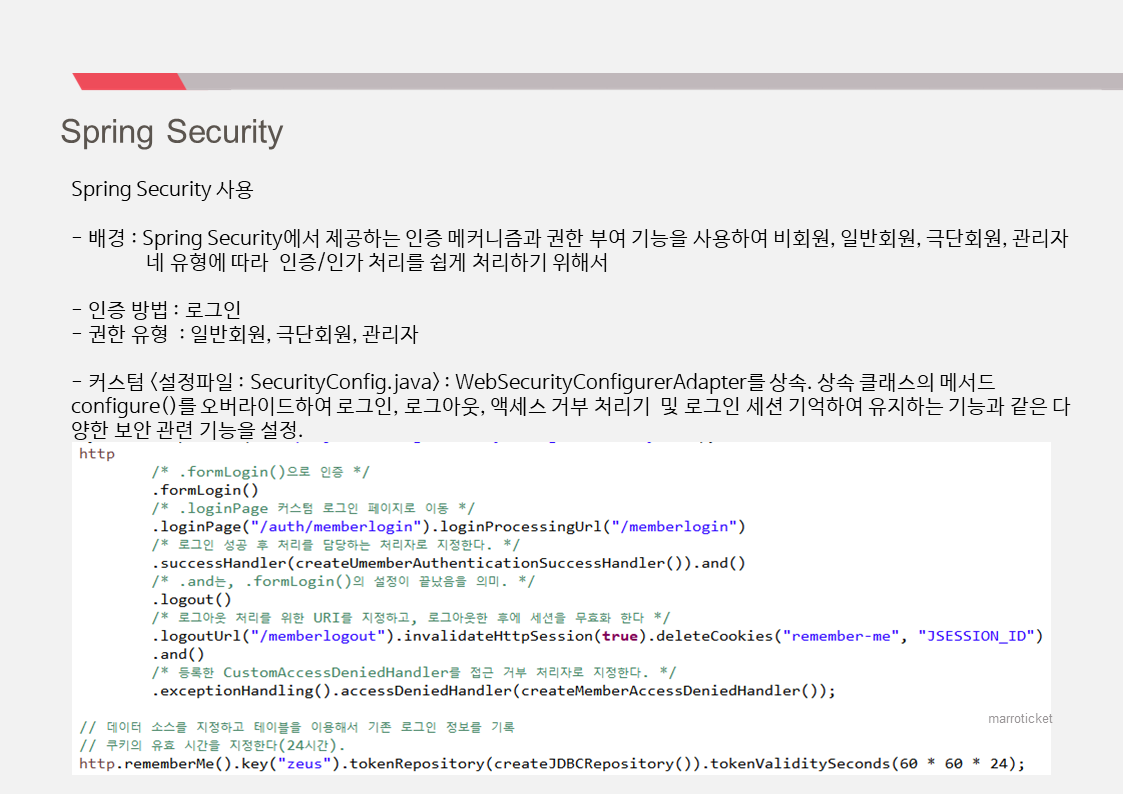 Spring Security
Spring Security 사용
- 배경 : Spring Security에서 제공하는 인증 메커니즘과 권한 부여 기능을 사용하여 비회원, 일반회원, 극단회원, 관리자
네 유형에 따라 인증/인가 처리를 쉽게 처리하기 위해서
- 인증 방법 : 로그인
- 권한 유형 : 일반회원, 극단회원, 관리자
- 커스텀 <설정파일 : SecurityConfig.java> : WebSecurityConfigurerAdapter를 상속. 상속 클래스의 메서드
configure()를 오버라이드하여 로그인, 로그아웃, 액세스 거부 처리기 및 로그인 세션 기억하여 유지하는 기능과 같은 다
양한 보안 관련 기능을 설정.
http
/* .formLogin()으로 인증 */
.formLogin()
/* .loginPage 커스텀 로그인 페이지로 이동 */
.loginPage("/auth/memberlogin").loginProcessingUrl("/memberlogin")
/* 로그인 성공 후 처리를 담당하는 처리자로 지정한다. */
.successHandler(createUmemberAuthenticationSuccessHandler()).and()
/* .and는, .formLogin()의 설정이 끝났음을 의미. */
.logout()
/* 로그아웃 처리를 위한 URI를 지정하고, 로그아웃한 후에 세션을 무효화 한다 */
.logoutUrl("/memberlogout").invalidateHttpSession(true).deleteCookies("remember-me", "JSESSION_ID")
.and()
/* 등록한 CustomAccessDeniedHandler를 접근 거부 처리자로 지정한다. */
.exceptionHandling().accessDeniedHandler(createMemberAccessDeniedHandler());
marroticket
// 데이터 소스를 지정하고 테이블을 이용해서 기존 로그인 정보를 기록
// 쿠키의 유효 시간을 지정한다(24시간).
http.rememberMe().key("zeus").tokenRepository(createJDBCRepository()).tokenValiditySeconds(60 * 60 * 24);